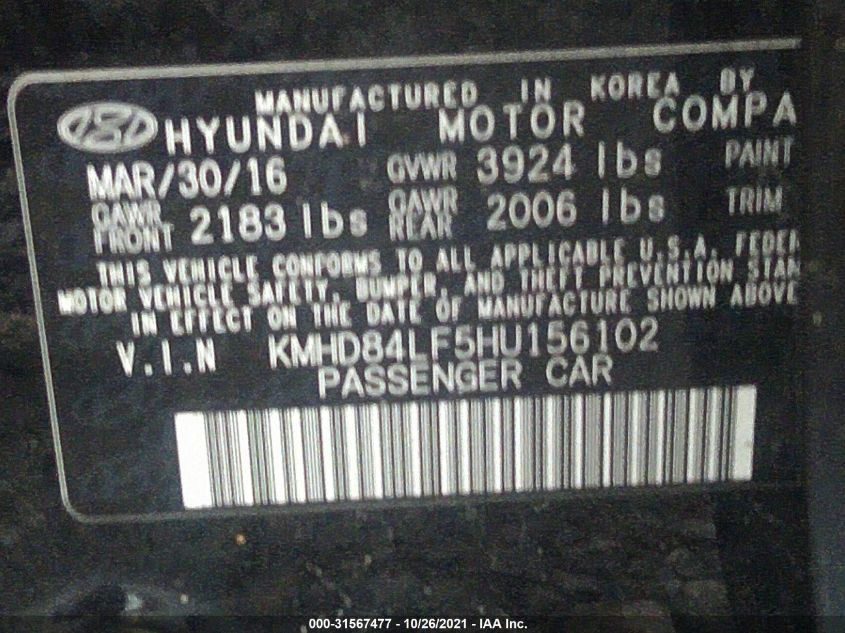 MANUFACTURED IN KOREA BY
HYUNDAI MOTOR COMPA
MAR/30/16 GVWR 3924 lbs PAINT
GAWR FRONT 2183 lbs GAWR REAR 2006 lbs TRIM
THIS VEHICLE CONFORMS TO ALL APPLICABLE U.S.A. FEDER
MOTOR VEHICLE SAFETY, BUMPER, AND THEFT PREVENTION STAN
IN EFFECT ON THE DATE OF MANUFACTURE SHOWN ABOVE
V.I.N KMHD84LF5HU156102
PASSENGER CAR
000-31567477 - 10/26/2021 - IAA Inc.